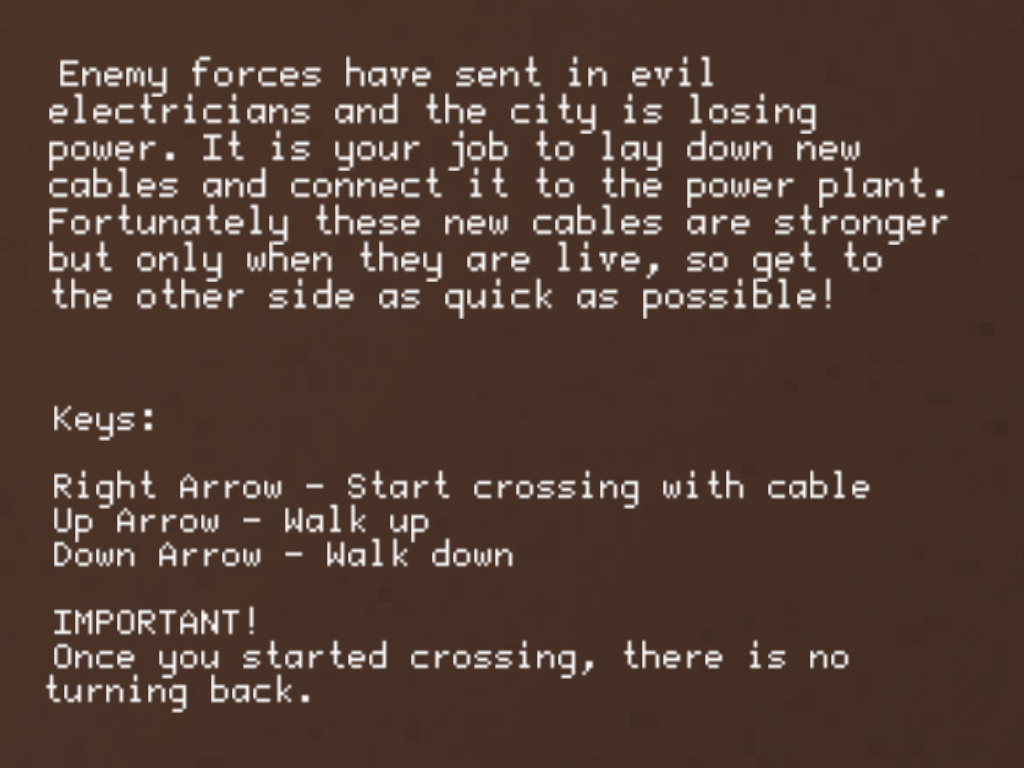 Enemy forces have sent in evil
electricians and the city is losing
power. It is your job to lay down new
cables and connect it to the power plant.
Fortunately these new cables are stronger
but only when they are live, so get to
the other side as quick as possible!
Keys:
Right Arrow - Start crossing with cable
Up Arrow - Walk up
Down Arrow - Walk down
IMPORTANT!
Once you started crossing, there is no
turning back.